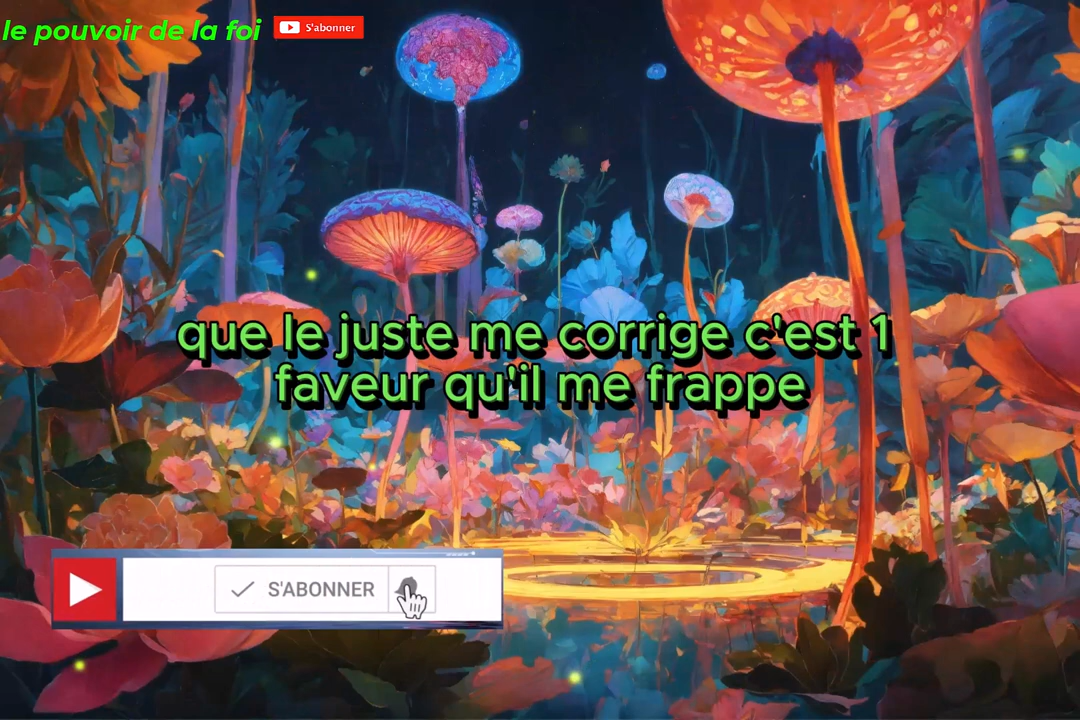 le pouvoir de la foi
S'abonner
que le juste me corrige c'est 1
faveur qu'il me frappe
S'ABONNER